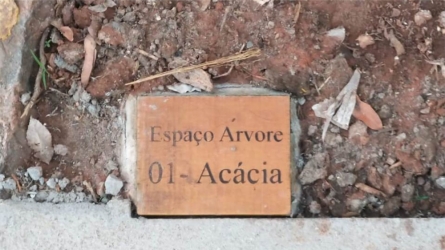 Espaço Árvore
01- Acácia